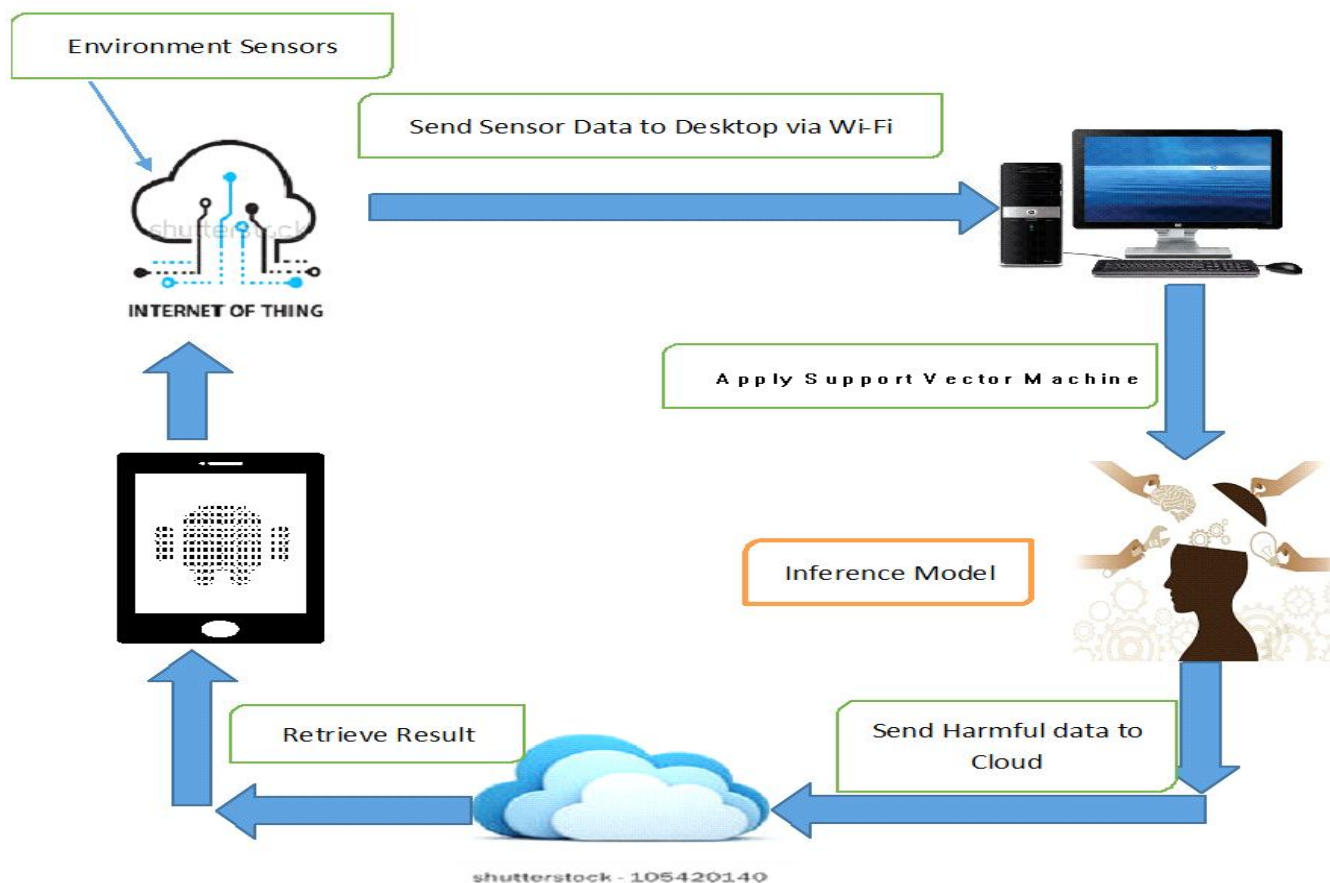 Environment Sensors
Send Sensor Data to Desktop via Wi-Fi
shutterstock
INTERNET OF THING
Apply Support Vector Machine
Inference Model
Send Harmful data to
Cloud
Retrieve Result
shutterstock - 105420140